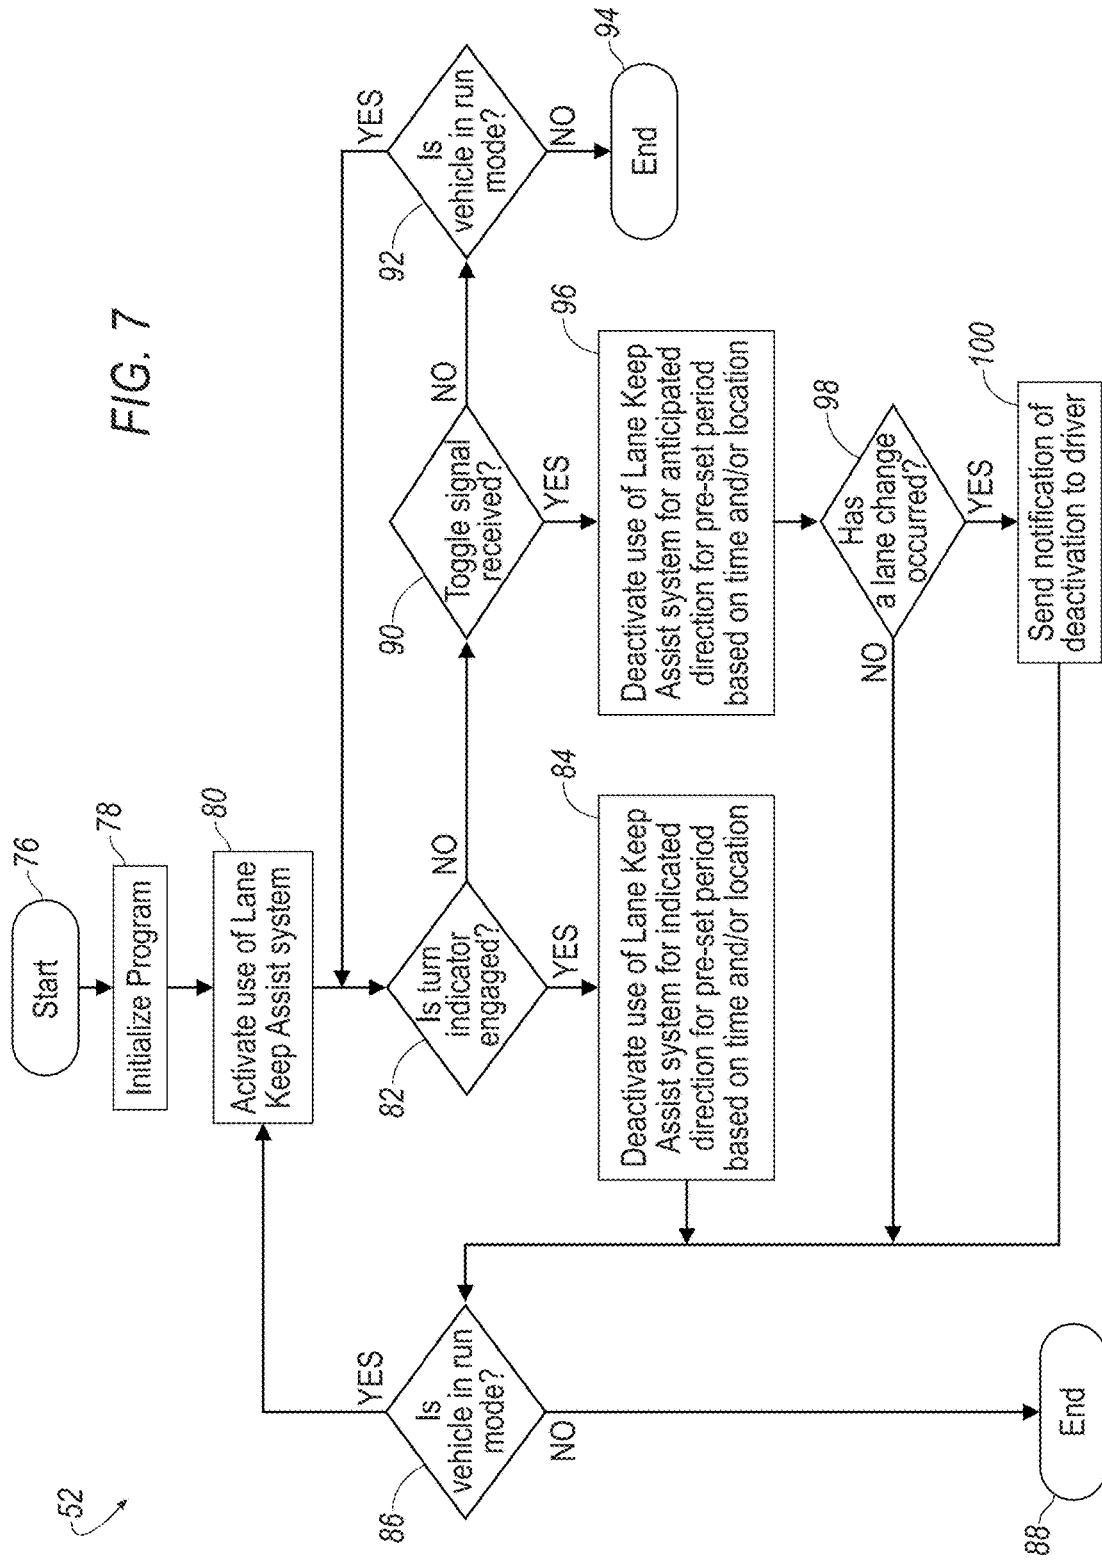 FIG. 7
52
76
Start
78
Initialize Program
80
Activate use of Lane
Keep Assist system
86
Is
vehicle in run
mode?
YES
NO
88
End
82
Is turn
indicator
engaged?
NO
YES
84
Deactivate use of Lane Keep
Assist system for indicated
direction for pre-set period
based on time and/or location
90
Toggle signal
received?
NO
YES
92
Is
vehicle in run
mode?
YES
NO
94
End
96
Deactivate use of Lane Keep
Assist system for anticipated
direction for pre-set period
based on time and/or location
98
Has
a lane change
occurred?
NO
YES
100
Send notification of
deactivation to driver